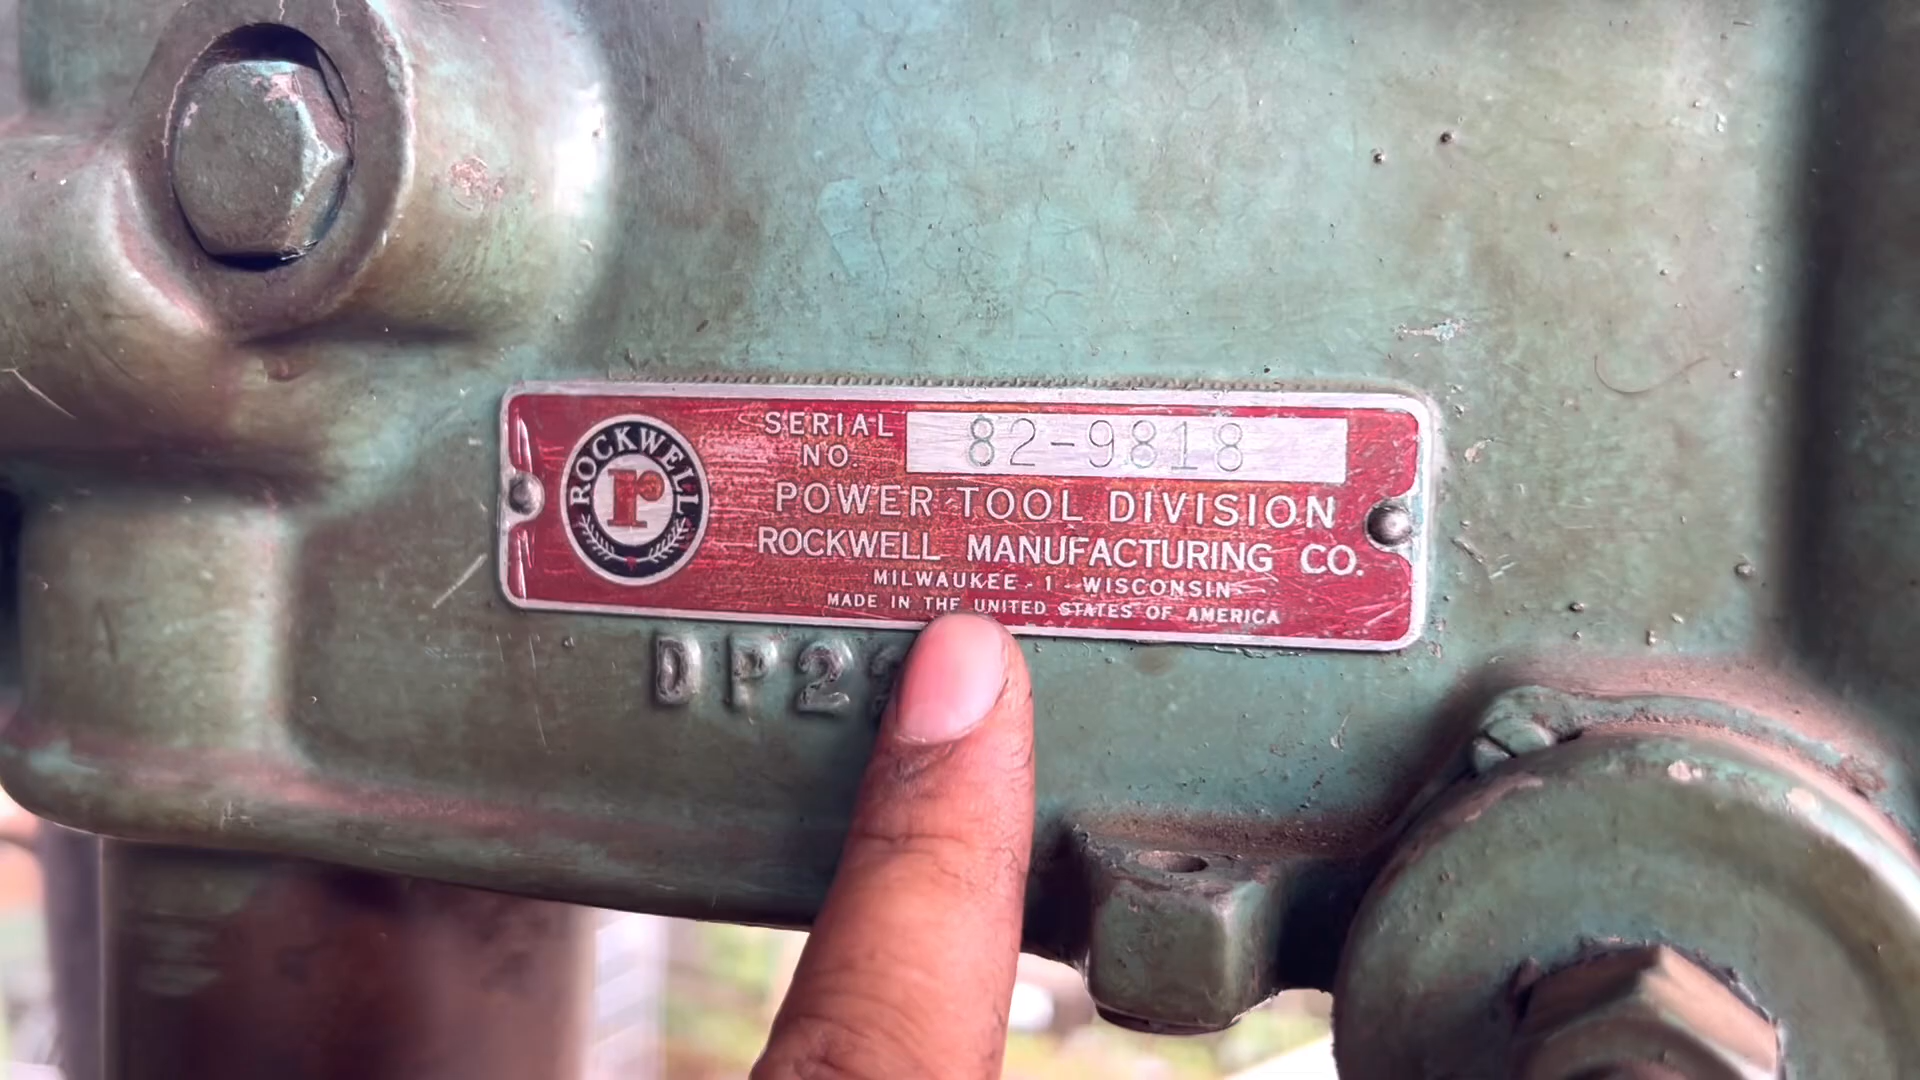 ROCKWELL
r
SERIAL NO. 82-9818
POWER TOOL DIVISION
ROCKWELL MANUFACTURING CO.
MILWAUKEE - 1 - WISCONSIN
MADE IN THE UNITED STATES OF AMERICA